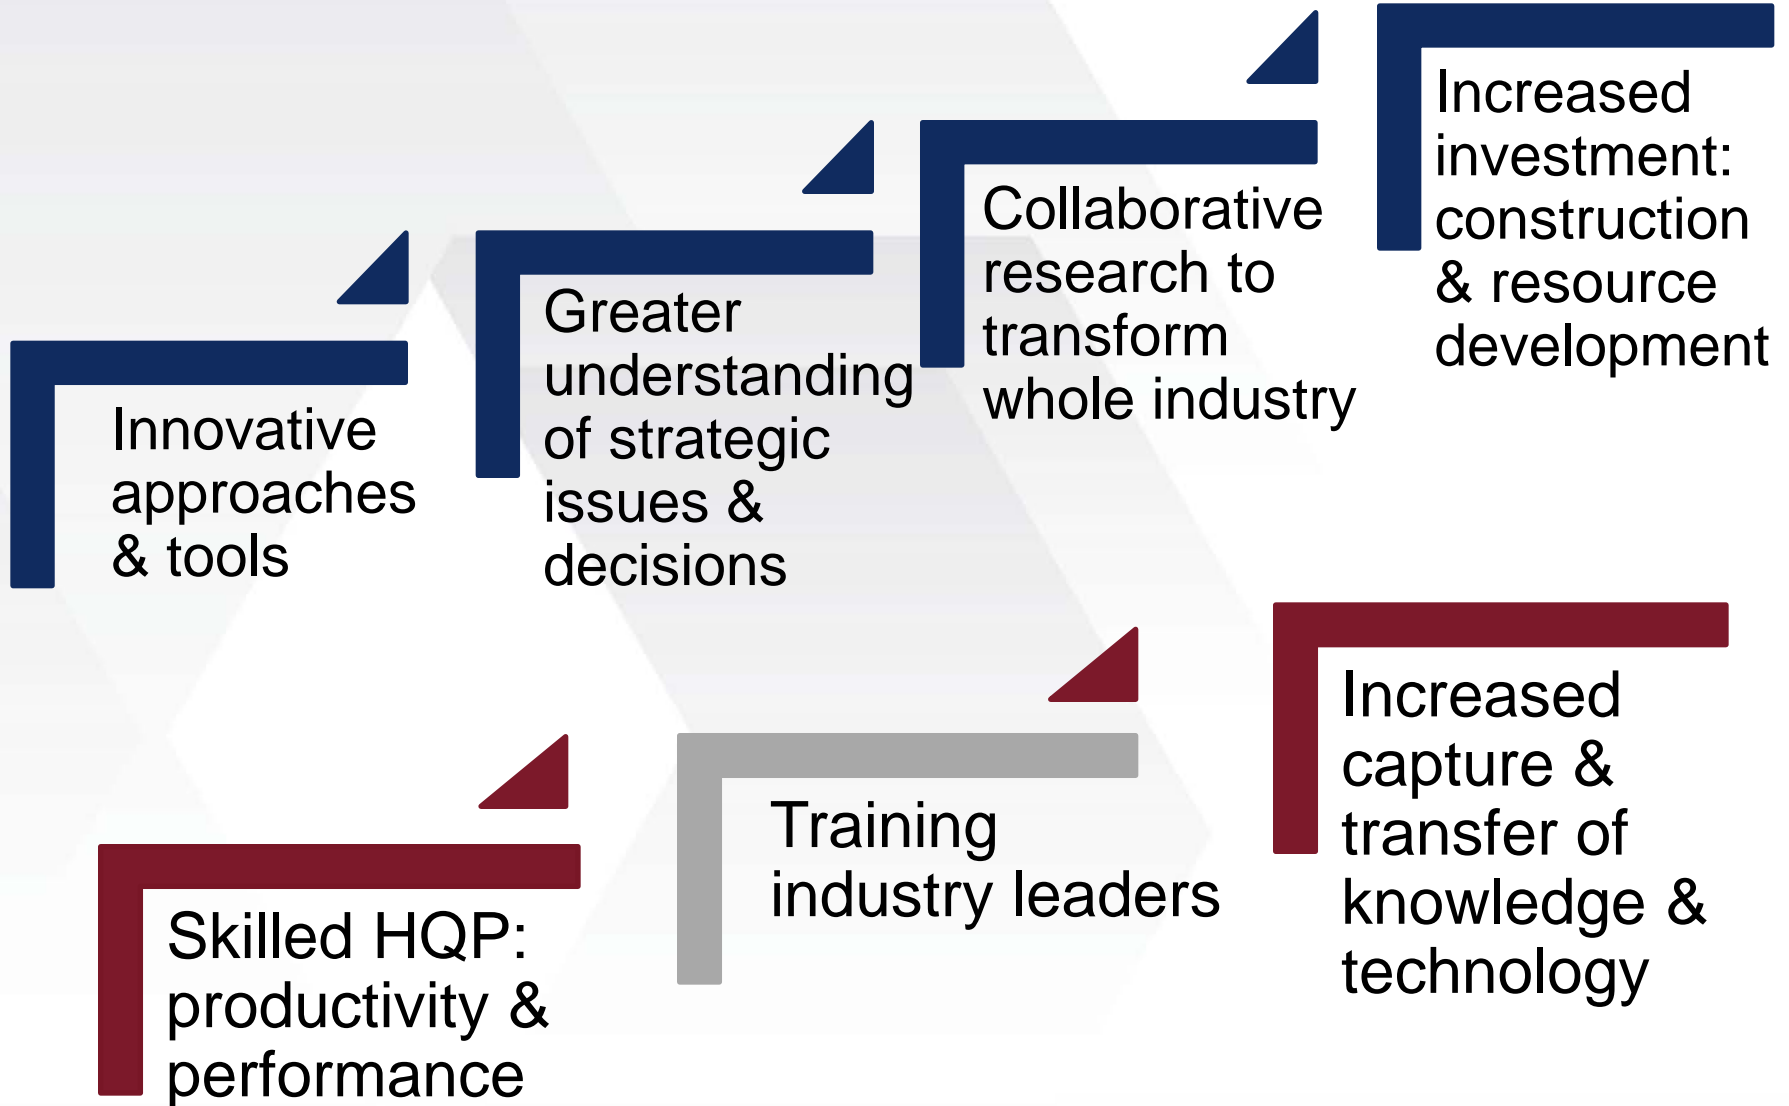 Innovative
approaches
& tools
Greater
understanding
of strategic
issues &
decisions
Collaborative
research to
transform
whole industry
Increased
investment:
construction
& resource
development
Skilled HQP:
productivity &
performance
Training
industry leaders
Increased
capture &
transfer of
knowledge &
technology